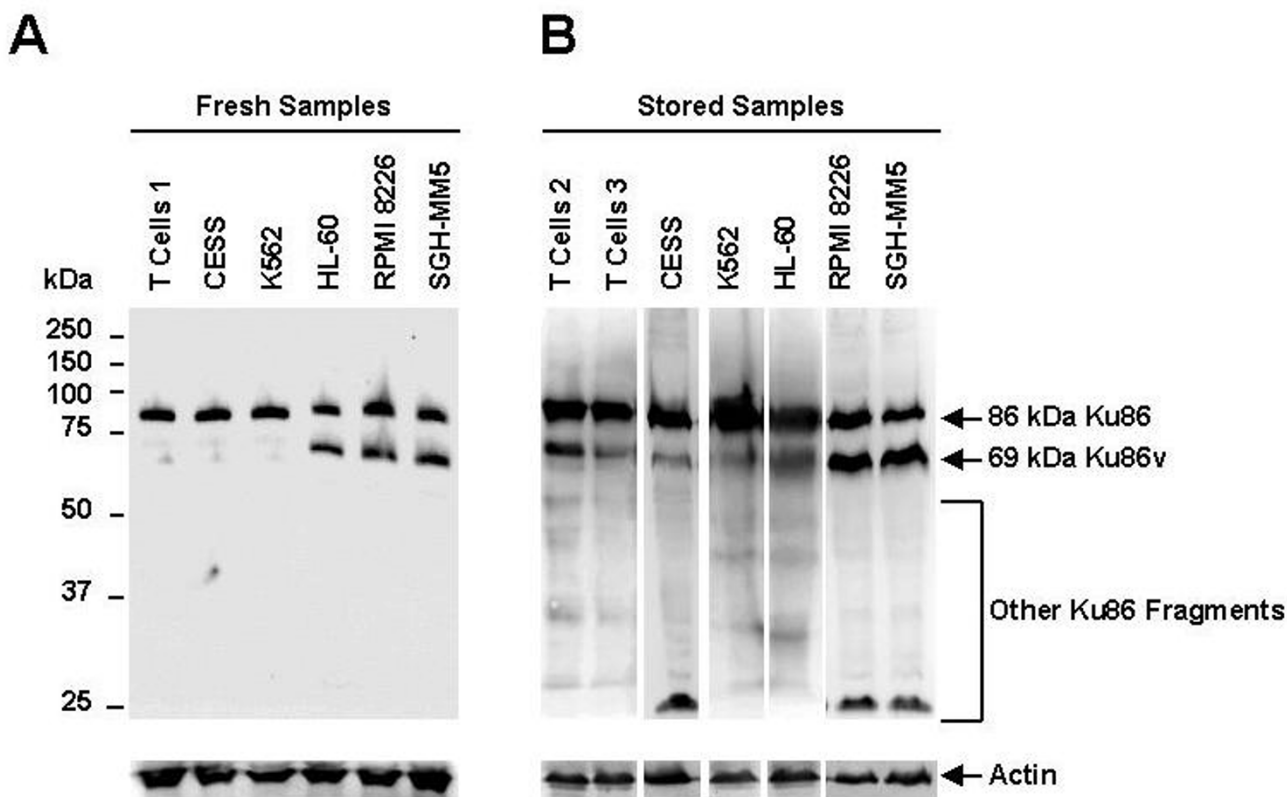 A
B
Fresh Samples
Stored Samples
T Cells 1
CESS
K562
HL-60
RPMI 8226
SGH-MM5
T Cells 2
T Cells 3
CESS
K562
HL-60
RPMI 8226
SGH-MM5
kDa
250
150
100
75
50
37
25
86 kDa Ku86
69 kDa Ku86v
Other Ku86 Fragments
Actin